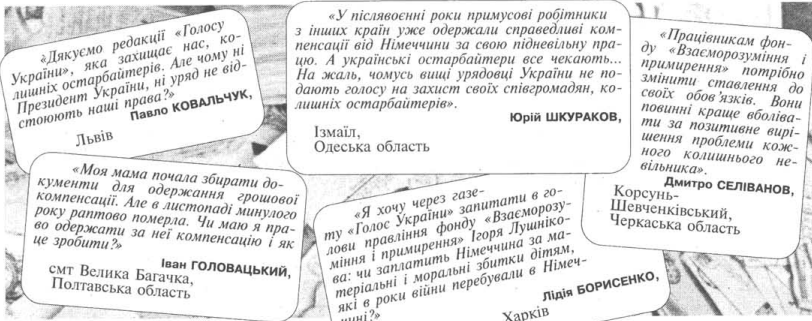 «Дякуємо редакції «Голосу
України», яка захищає нас, ко-
лишніх остарбайтерів. Але чому ні
Президент України, ні уряд не від-
стоюють наші права?»
Павло КОВАЛЬЧУК,
Львів
«У післявоєнні роки примусові робітники
з інших країн уже одержали справедливі ком-
пенсації від Німеччини за свою підневільну пра-
цю. А українські остарбайтери все чекають...
На жаль, чомусь вищі урядовці України не по-
дають голосу на захист своїх співгромадян, ко-
лишніх остарбайтерів».
Юрій ШКУРАКОВ,
Ізмаїл,
Одеська область
«Працівникам фон-
ду «Взаєморозуміння і
примирення» потрібно
змінити ставлення до
своїх обов'язків. Вони
повинні краще вболіва-
ти за позитивне вирі-
шення проблеми кож-
ного колишнього не-
вільника».
Дмитро СЕЛІВАНОВ,
Корсунь-
Шевченківський,
Черкаська область
«Моя мама почала збирати до-
кументи для одержання грошової
компенсації. Але в листопаді минулого
року раптово померла. Чи маю я пра-
во одержати за неї компенсацію і як
це зробити?»
Іван ГОЛОВАЦЬКИЙ,
смт Велика Багачка,
Полтавська область
«Я хочу через газе-
ту «Голос України» запитати в го-
лови правління фонду «Взаєморозу-
міння і примирення» Ігоря Лушніко-
ва: чи заплатить Німеччина за ма-
теріальні і моральні збитки дітям,
які в роки війни перебували в Німеч-
чині?»
Лідія БОРИСЕНКО,
Харків